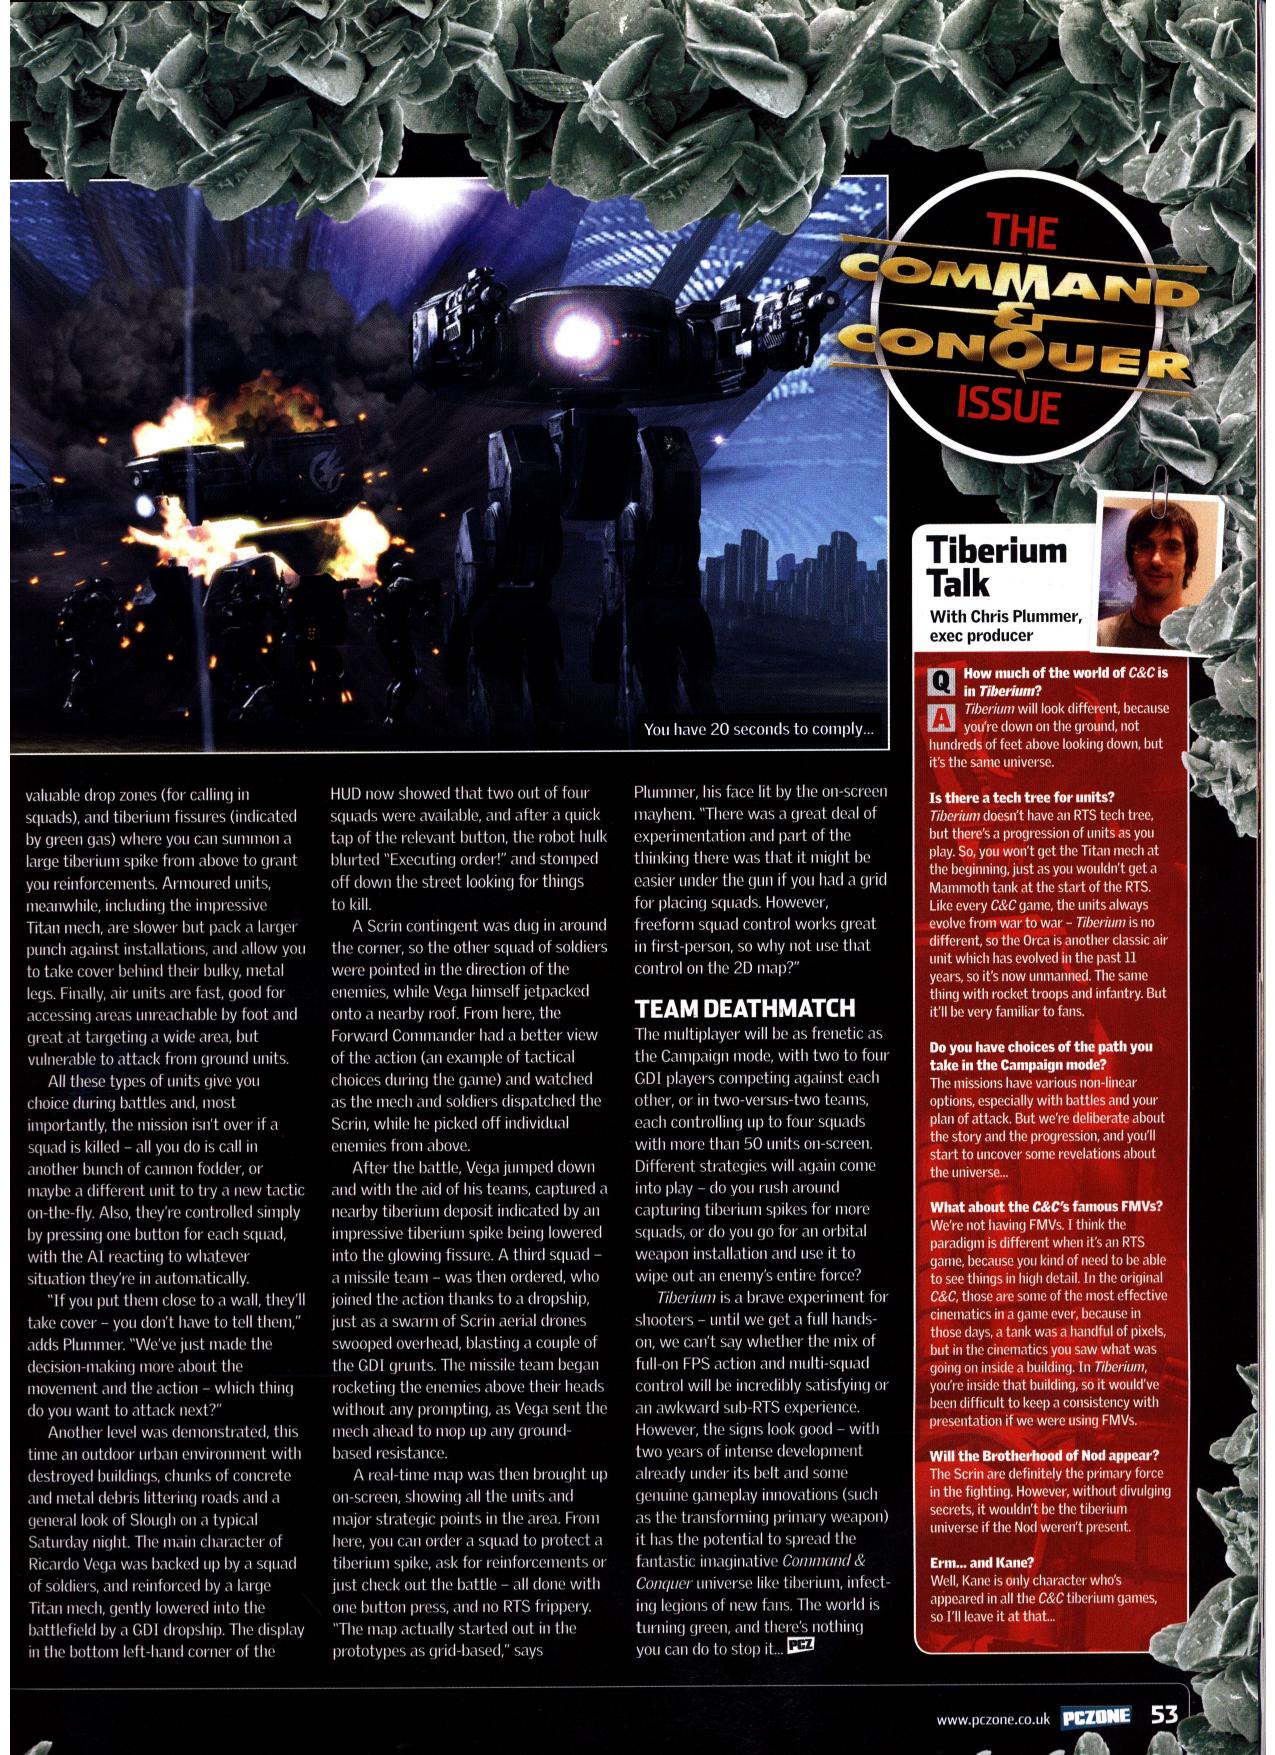 THE
COMMAND
&
CONQUER
ISSUE
You have 20 seconds to comply...
valuable drop zones (for calling in
squads), and tiberium fissures (indicated
by green gas) where you can summon a
large tiberium spike from above to grant
you reinforcements. Armoured units,
meanwhile, including the impressive
Titan mech, are slower but pack a larger
punch against installations, and allow you
to take cover behind their bulky, metal
legs. Finally, air units are fast, good for
accessing areas unreachable by foot and
great at targeting a wide area, but
vulnerable to attack from ground units.
All these types of units give you
choice during battles and, most
importantly, the mission isn't over if a
squad is killed – all you do is call in
another bunch of cannon fodder, or
maybe a different unit to try a new tactic
on-the-fly. Also, they're controlled simply
by pressing one button for each squad,
with the AI reacting to whatever
situation they're in automatically.
"If you put them close to a wall, they'll
take cover – you don't have to tell them,"
adds Plummer. "We've just made the
decision-making more about the
movement and the action – which thing
do you want to attack next?"
Another level was demonstrated, this
time an outdoor urban environment with
destroyed buildings, chunks of concrete
and metal debris littering roads and a
general look of Slough on a typical
Saturday night. The main character of
Ricardo Vega was backed up by a squad
of soldiers, and reinforced by a large
Titan mech, gently lowered into the
battlefield by a GDI dropship. The display
in the bottom left-hand corner of the
HUD now showed that two out of four
squads were available, and after a quick
tap of the relevant button, the robot hulk
blurted "Executing order!" and stomped
off down the street looking for things
to kill.
A Scrin contingent was dug in around
the corner, so the other squad of soldiers
were pointed in the direction of the
enemies, while Vega himself jetpacked
onto a nearby roof. From here, the
Forward Commander had a better view
of the action (an example of tactical
choices during the game) and watched
as the mech and soldiers dispatched the
Scrin, while he picked off individual
enemies from above.
After the battle, Vega jumped down
and with the aid of his teams, captured a
nearby tiberium deposit indicated by an
impressive tiberium spike being lowered
into the glowing fissure. A third squad –
a missile team – was then ordered, who
joined the action thanks to a dropship,
just as a swarm of Scrin aerial drones
swooped overhead, blasting a couple of
the GDI grunts. The missile team began
rocketing the enemies above their heads
without any prompting, as Vega sent the
mech ahead to mop up any ground-
based resistance.
A real-time map was then brought up
on-screen, showing all the units and
major strategic points in the area. From
here, you can order a squad to protect a
tiberium spike, ask for reinforcements or
just check out the battle – all done with
one button press, and no RTS frippery.
"The map actually started out in the
prototypes as grid-based," says
Plummer, his face lit by the on-screen
mayhem. "There was a great deal of
experimentation and part of the
thinking there was that it might be
easier under the gun if you had a grid
for placing squads. However,
freeform squad control works great
in first-person, so why not use that
control on the 2D map?"
TEAM DEATHMATCH
The multiplayer will be as frenetic as
the Campaign mode, with two to four
GDI players competing against each
other, or in two-versus-two teams,
each controlling up to four squads
with more than 50 units on-screen.
Different strategies will again come
into play – do you rush around
capturing tiberium spikes for more
squads, or do you go for an orbital
weapon installation and use it to
wipe out an enemy's entire force?
Tiberium is a brave experiment for
shooters – until we get a full hands-
on, we can't say whether the mix of
full-on FPS action and multi-squad
control will be incredibly satisfying or
an awkward sub-RTS experience.
However, the signs look good – with
two years of intense development
already under its belt and some
genuine gameplay innovations (such
as the transforming primary weapon)
it has the potential to spread the
fantastic imaginative Command &
Conquer universe like tiberium, infect-
ing legions of new fans. The world is
turning green, and there's nothing
you can do to stop it... PCZ
Tiberium
Talk
With Chris Plummer,
exec producer
Q How much of the world of C&C is
in Tiberium?
A Tiberium will look different, because
you're down on the ground, not
hundreds of feet above looking down, but
it's the same universe.
Is there a tech tree for units?
Tiberium doesn't have an RTS tech tree,
but there's a progression of units as you
play. So, you won't get the Titan mech at
the beginning, just as you wouldn't get a
Mammoth tank at the start of the RTS.
Like every C&C game, the units always
evolve from war to war – Tiberium is no
different, so the Orca is another classic air
unit which has evolved in the past 11
years, so it's now unmanned. The same
thing with rocket troops and infantry. But
it'll be very familiar to fans.
Do you have choices of the path you
take in the Campaign mode?
The missions have various non-linear
options, especially with battles and your
plan of attack. But we're deliberate about
the story and the progression, and you'll
start to uncover some revelations about
the universe...
What about the C&C's famous FMVs?
We're not having FMVs. I think the
paradigm is different when it's an RTS
game, because you kind of need to be able
to see things in high detail. In the original
C&C, those are some of the most effective
cinematics in a game ever, because in
those days, a tank was a handful of pixels,
but in the cinematics you saw what was
going on inside a building. In Tiberium,
you're inside that building, so it would've
been difficult to keep a consistency with
presentation if we were using FMVs.
Will the Brotherhood of Nod appear?
The Scrin are definitely the primary force
in the fighting. However, without divulging
secrets, it wouldn't be the tiberium
universe if the Nod weren't present.
Erm... and Kane?
Well, Kane is only character who's
appeared in all the C&C tiberium games,
so I'll leave it at that...
www.pczone.co.uk PCZONE 53